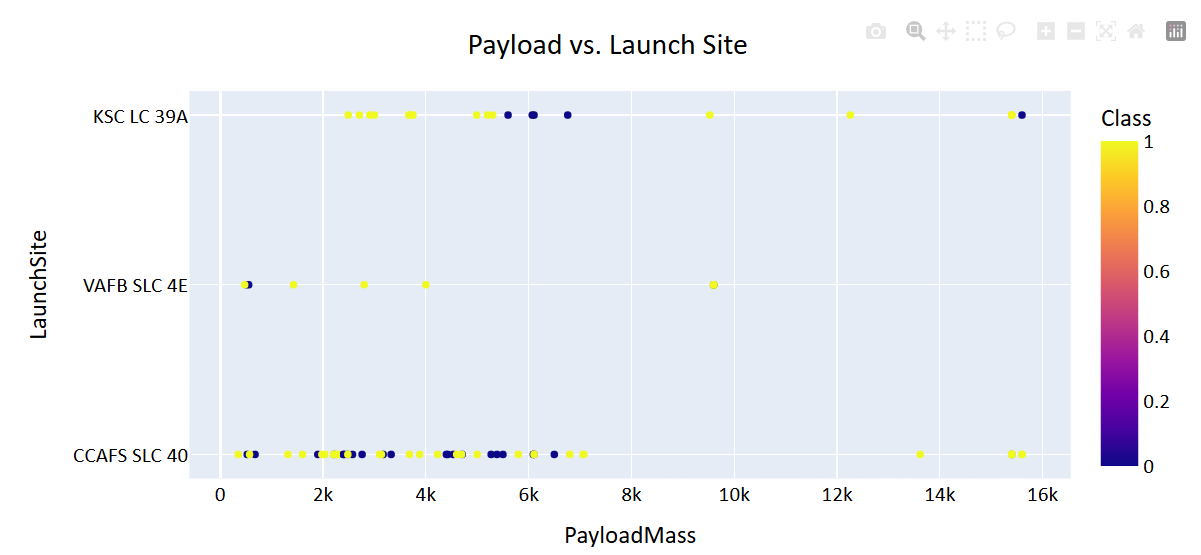 Payload vs. Launch Site
KSC LC 39A
VAFB SLC 4E
CCAFS SLC 40
LaunchSite
0 2k 4k 6k 8k 10k 12k 14k 16k
PayloadMass
Class
1
0.8
0.6
0.4
0.2
0